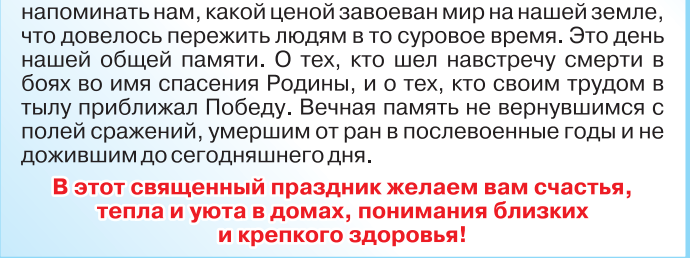 напоминать нам, какой ценой завоеван мир на нашей земле,
что довелось пережить людям в то суровое время. Это день
нашей общей памяти. О тех, кто шел навстречу смерти в
боях во имя спасения Родины, и о тех, кто своим трудом в
тылу приближал Победу. Вечная память не вернувшимся с
полей сражений, умершим от ран в послевоенные годы и не
дожившим до сегодняшнего дня.
В этот священный праздник желаем вам счастья,
тепла и уюта в домах, понимания близких
и крепкого здоровья!